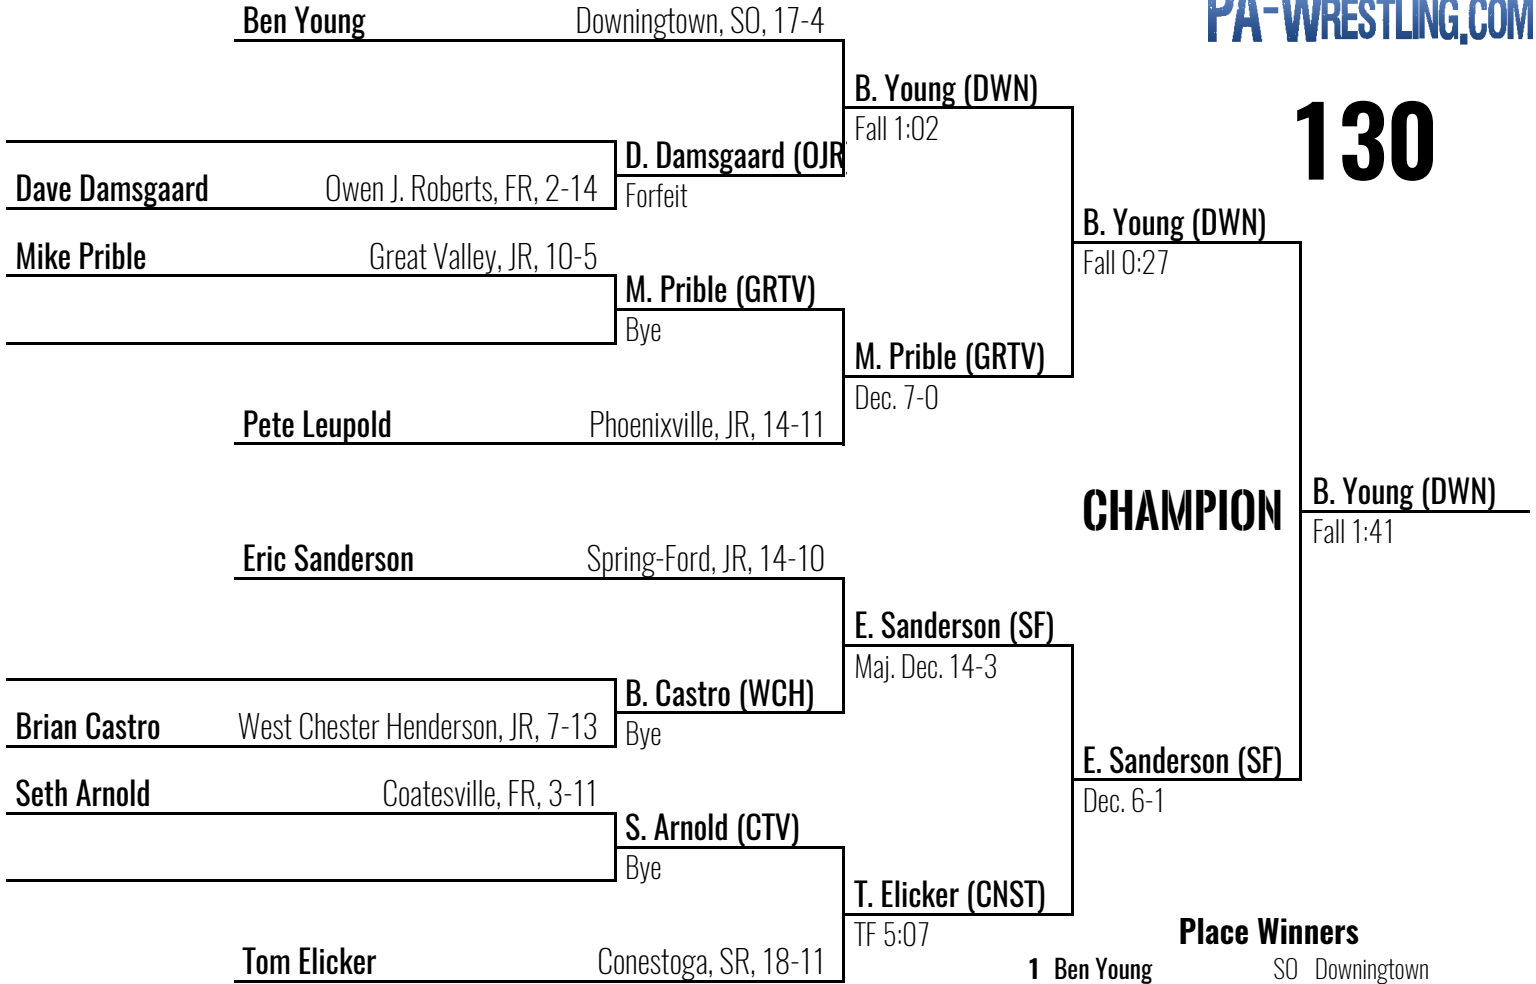 Ben Young Downingtown, SO, 17-4
PA-WRESTLING.COM
B. Young (DWN)
Fall 1:02
130
D. Damsgaard (OJR
Dave Damsgaard Owen J. Roberts, FR, 2-14
Forfeit
B. Young (DWN)
Fall 0:27
Mike Prible Great Valley, JR, 10-5
M. Prible (GRTV)
Bye
M. Prible (GRTV)
Dec. 7-0
Pete Leupold Phoenixville, JR, 14-11
CHAMPION
B. Young (DWN)
Fall 1:41
Eric Sanderson Spring-Ford, JR, 14-10
E. Sanderson (SF)
Maj. Dec. 14-3
B. Castro (WCH)
Brian Castro West Chester Henderson, JR, 7-13
Bye
E. Sanderson (SF)
Dec. 6-1
Seth Arnold Coatesville, FR, 3-11
S. Arnold (CTV)
Bye
T. Elicker (CNST)
TF 5:07
Tom Elicker Conestoga, SR, 18-11
Place Winners
1 Ben Young SO Downingtown